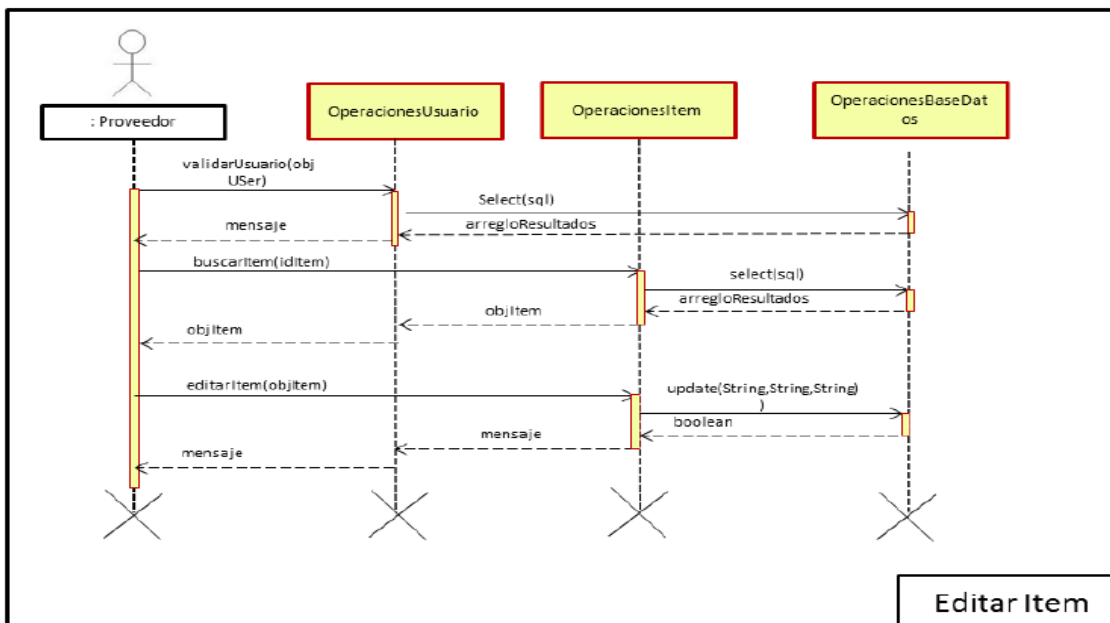 : Proveedor
OperacionesUsuario
OperacionesItem
OperacionesBaseDat
os
validarUsuario(obj
USer)
Select(sql)
arregloResultados
mensaje
buscarItem(idItem)
select(sql)
arregloResultados
objItem
objItem
editarItem(objItem)
update(String,String,String)
)
boolean
mensaje
mensaje
Editar Item